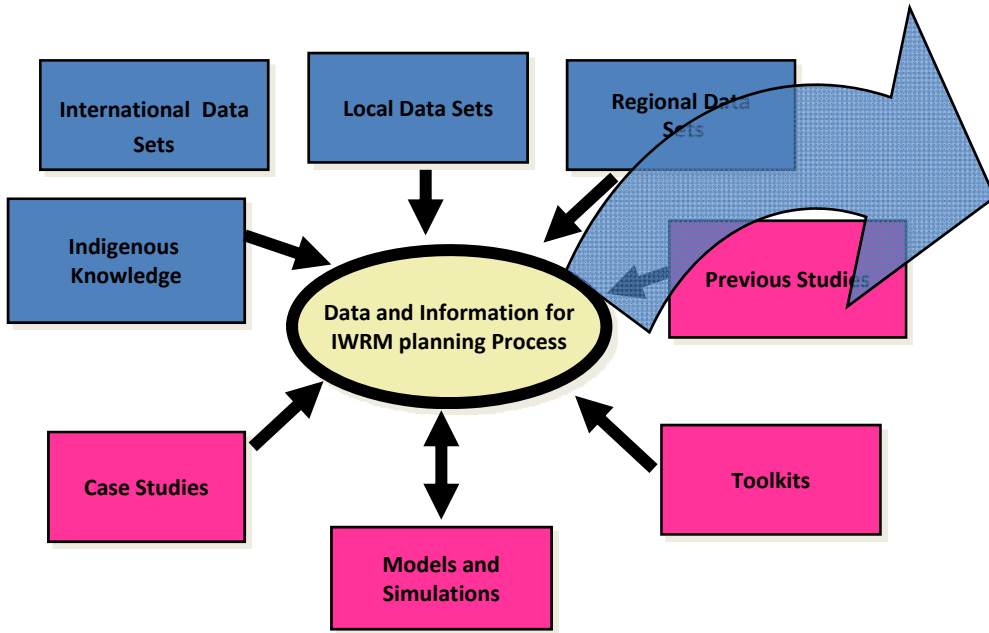 International Data
Sets
Local Data Sets
Regional Data
Sets
Indigenous
Knowledge
Data and Information for
IWRM planning Process
Previous Studies
Case Studies
Toolkits
Models and
Simulations